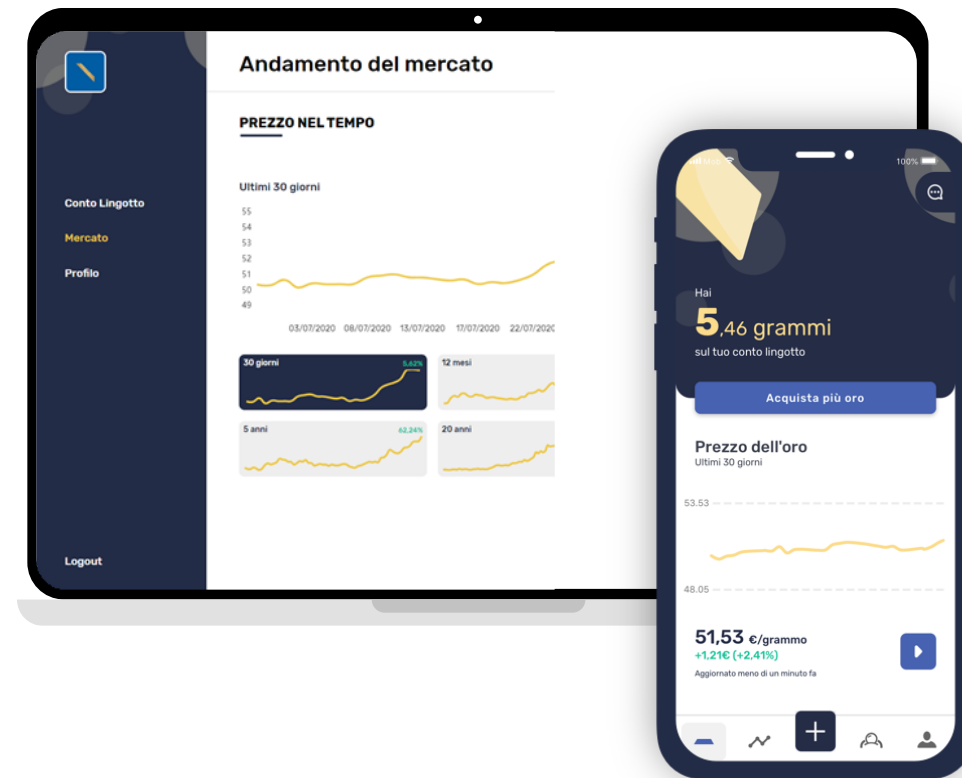 Andamento del mercato
PREZZO NEL TEMPO
Ultimi 30 giorni
55
54
53
52
51
50
49
03/07/2020 08/07/2020 13/07/2020 17/07/2020 22/07/2020
30 giorni 5,62%
12 mesi
5 anni 62,24%
20 anni
Conto Lingotto
Mercato
Profilo
Logout
100%
Hai
5,46 grammi
sul tuo conto lingotto
Acquista più oro
Prezzo dell'oro
Ultimi 30 giorni
53.53
48.05
51,53 €/grammo
+1,21€ (+2,41%)
Aggiornato meno di un minuto fa